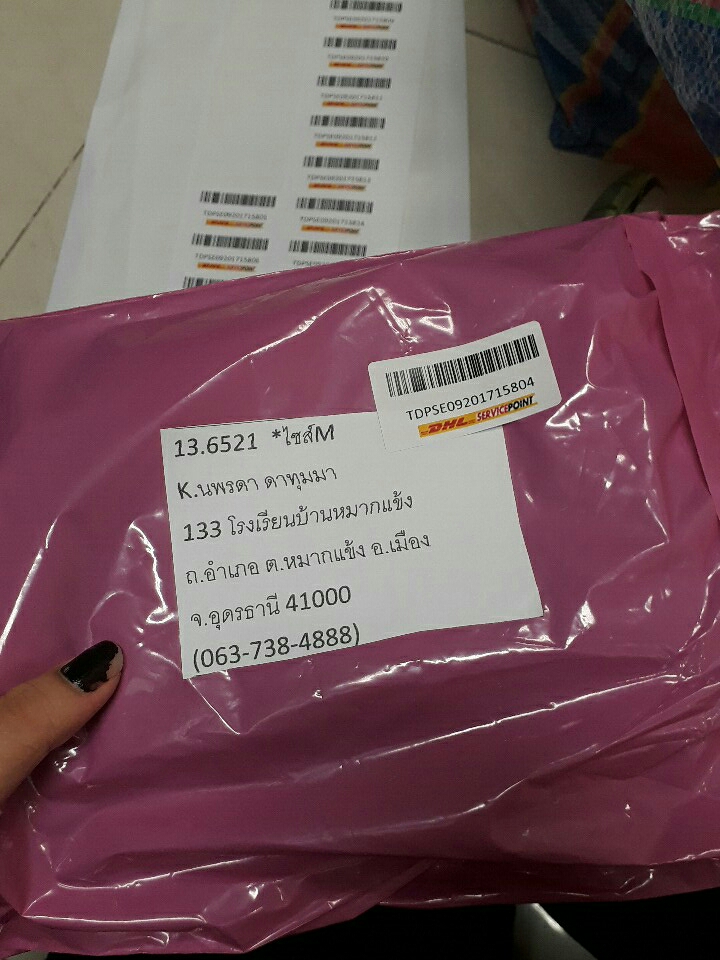 TDPSE09201715805
TDPSE09201715806
TDPSE09201715804
DHL SERVICEPOINT
13.6521 *ไซส์M
K.นพรดา ดาทุมมา
133 โรงเรียนบ้านหมากแข้ง
ถ.อำเภอ ต.หมากแข้ง อ.เมือง
จ.อุดรธานี 41000
(063-738-4888)